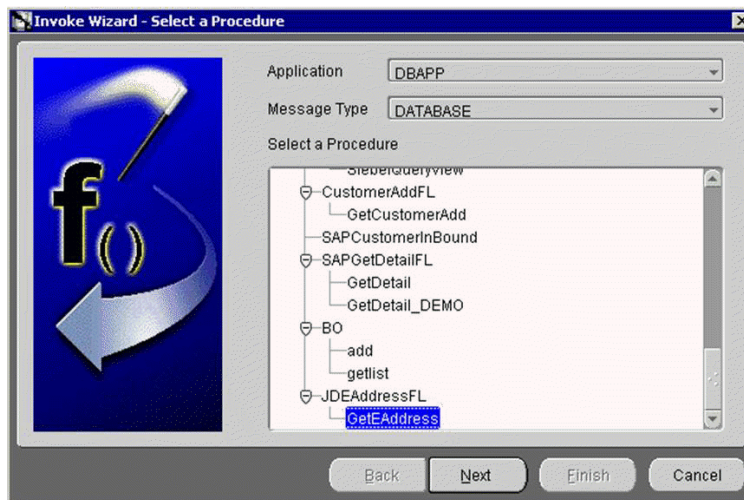 Invoke Wizard - Select a Procedure
Application DBAPP
Message Type DATABASE
Select a Procedure
SiebelQueryView
CustomerAddFL
GetCustomerAdd
SAPCustomerInBound
SAPGetDetailFL
GetDetail
GetDetail_DEMO
BO
add
getlist
JDEAddressFL
GetEAddress
f()
Back Next Finish Cancel